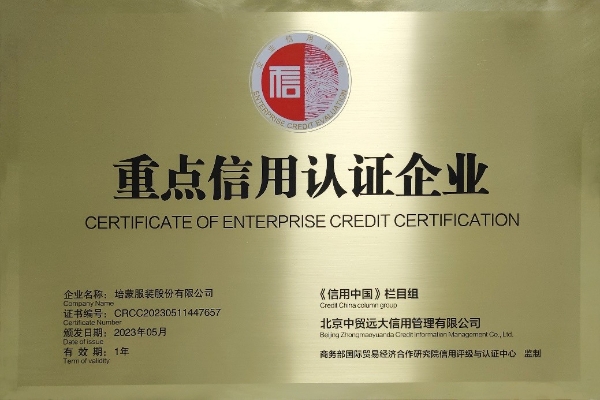 企业信用评价
信
ENTERPRISE CREDIT EVALUATION
重点信用认证企业
CERTIFICATE OF ENTERPRISE CREDIT CERTIFICATION
企业名称：培蒙服装股份有限公司
Company Name
证书编号：CRCC20230511447657
Certificate Number
颁发日期：2023年05月
Date of issue
有 效 期：1年
Term of validity
《信用中国》栏目组
Credit China column group
北京中贸远大信用管理有限公司
Beijing Zhongmaoyuanda Credit Information Management Co., Ltd.
商务部国际贸易经济合作研究院信用评级与认证中心 监制